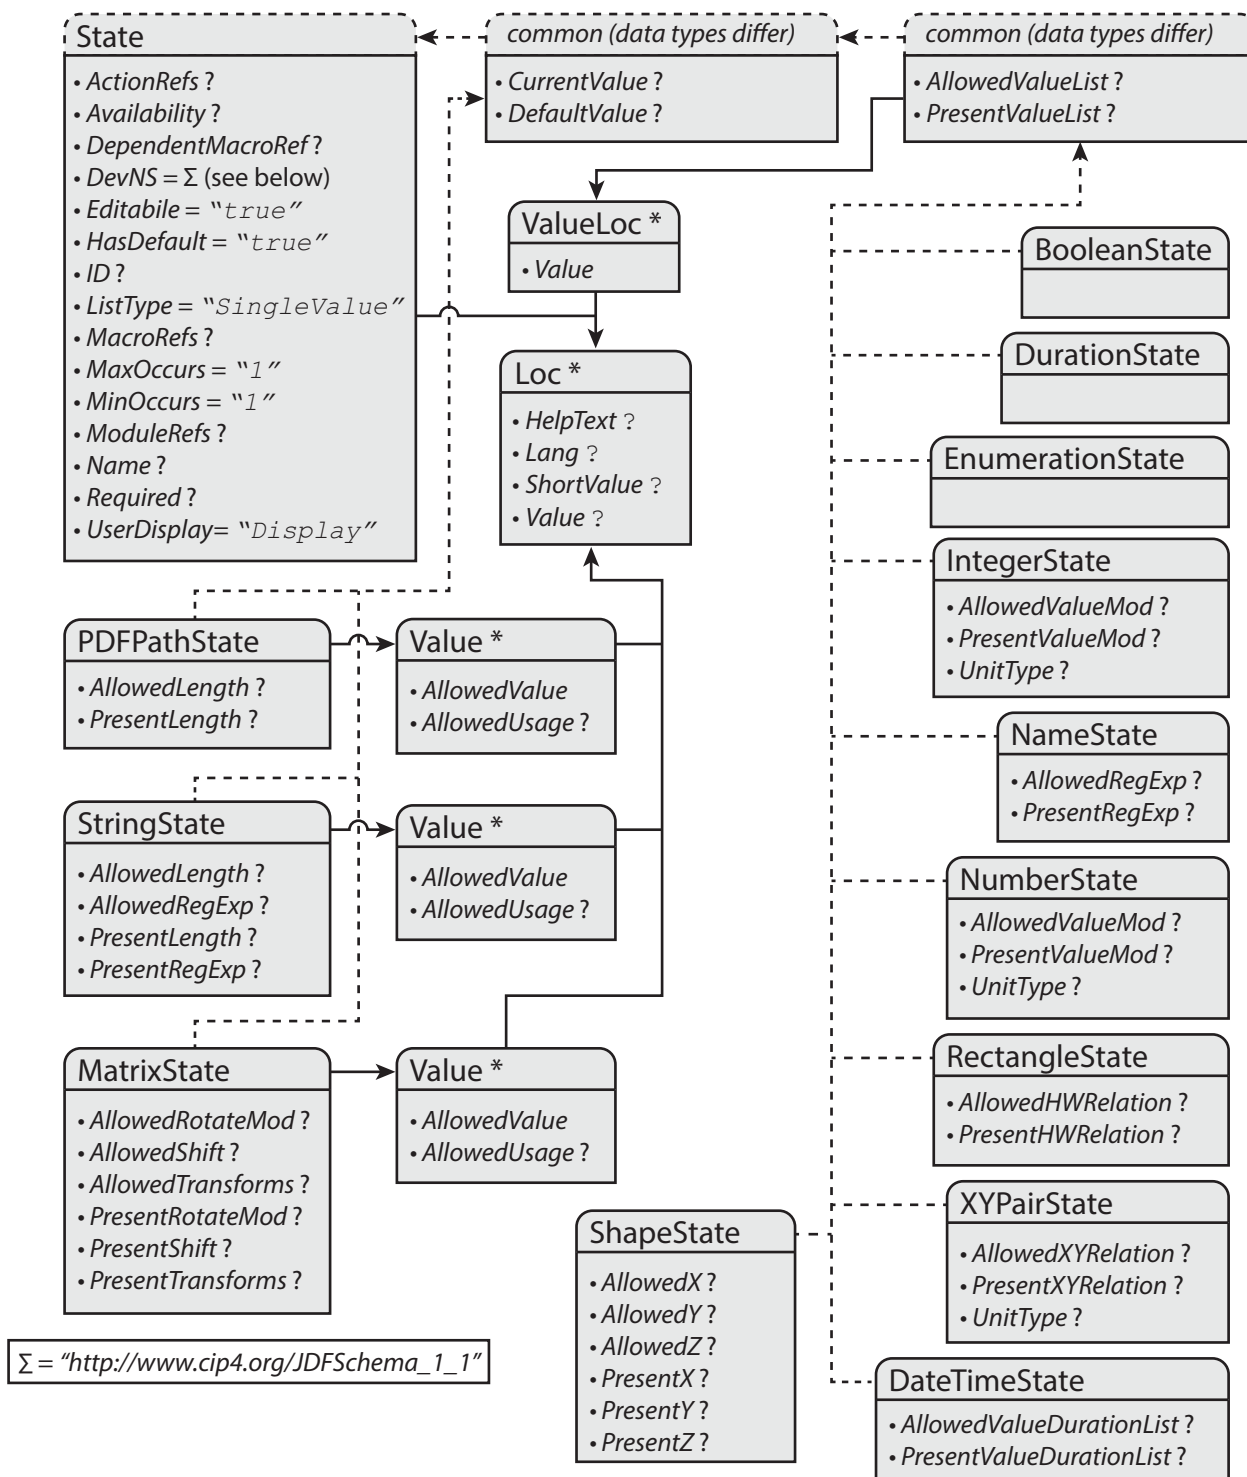 State
• ActionRefs ?
• Availability ?
• DependentMacroRef ?
• DevNS = Σ (see below)
• Editabile = "true"
• HasDefault = "true"
• ID ?
• ListType = "SingleValue"
• MacroRefs ?
• MaxOccurs = "1"
• MinOccurs = "1"
• ModuleRefs ?
• Name ?
• Required ?
• UserDisplay= "Display"
common (data types differ)
• CurrentValue ?
• DefaultValue ?
common (data types differ)
• AllowedValueList ?
• PresentValueList ?
ValueLoc *
• Value
Loc *
• HelpText ?
• Lang ?
• ShortValue ?
• Value ?
PDFPathState
• AllowedLength ?
• PresentLength ?
Value *
• AllowedValue
• AllowedUsage ?
StringState
• AllowedLength ?
• AllowedRegExp ?
• PresentLength ?
• PresentRegExp ?
Value *
• AllowedValue
• AllowedUsage ?
MatrixState
• AllowedRotateMod ?
• AllowedShift ?
• AllowedTransforms ?
• PresentRotateMod ?
• PresentShift ?
• PresentTransforms ?
Value *
• AllowedValue
• AllowedUsage ?
Σ = "http://www.cip4.org/JDFSchema_1_1"
ShapeState
• AllowedX ?
• AllowedY ?
• AllowedZ ?
• PresentX ?
• PresentY ?
• PresentZ ?
BooleanState
DurationState
EnumerationState
IntegerState
• AllowedValueMod ?
• PresentValueMod ?
• UnitType ?
NameState
• AllowedRegExp ?
• PresentRegExp ?
NumberState
• AllowedValueMod ?
• PresentValueMod ?
• UnitType ?
RectangleState
• AllowedHWRelation ?
• PresentHWRelation ?
XYPairState
• AllowedXYRelation ?
• PresentXYRelation ?
• UnitType ?
DateTimeState
• AllowedValueDurationList ?
• PresentValueDurationList ?